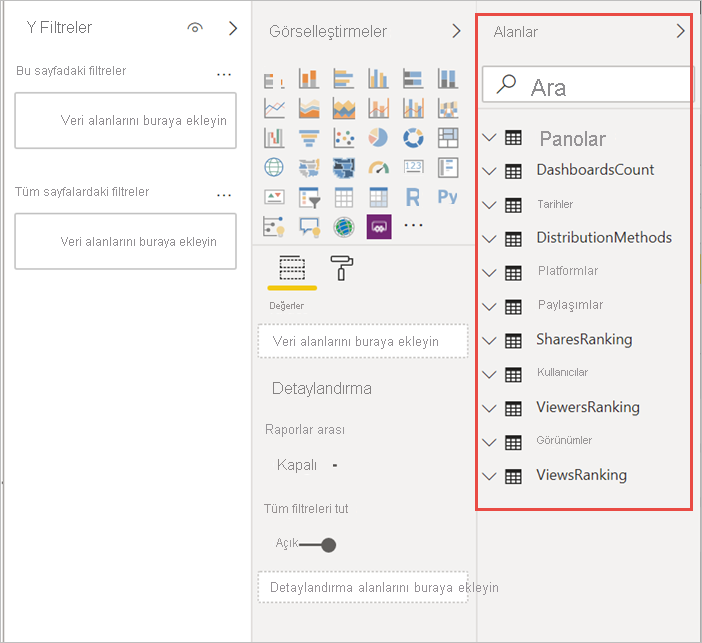 Y Filtreler
Bu sayfadaki filtreler
...
Veri alanlarını buraya ekleyin
Tüm sayfalardaki filtreler
...
Veri alanlarını buraya ekleyin
Görselleştirmeler
123
R
Py
...
Değerler
Veri alanlarını buraya ekleyin
Detaylandırma
Raporlar arası
Kapalı
Tüm filtreleri tut
Açık
Detaylandırma alanlarını buraya ekleyin
Alanlar
Ara
Panolar
DashboardsCount
Tarihler
DistributionMethods
Platformlar
Paylaşımlar
SharesRanking
Kullanıcılar
ViewersRanking
Görünümler
ViewsRanking